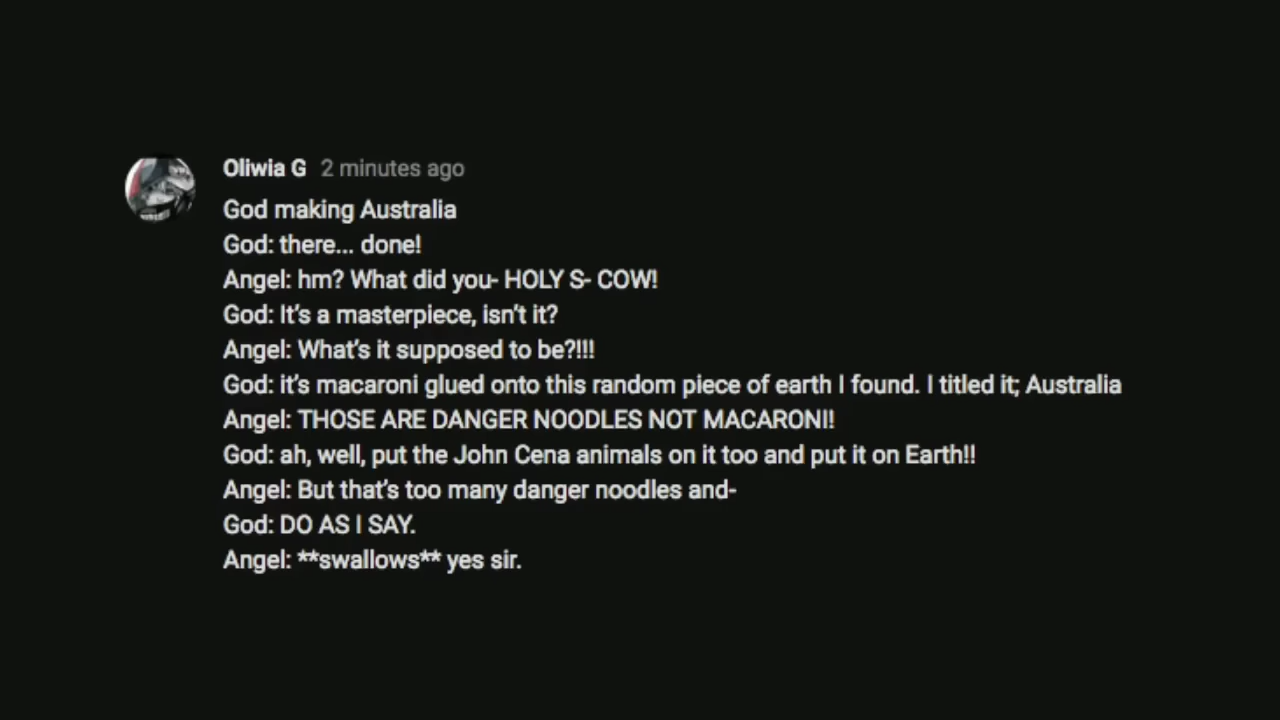 Oliwia G 2 minutes ago
God making Australia
God: there... done!
Angel: hm? What did you- HOLY S- COW!
God: It's a masterpiece, isn't it?
Angel: What's it supposed to be?!!!
God: it's macaroni glued onto this random piece of earth I found. I titled it; Australia
Angel: THOSE ARE DANGER NOODLES NOT MACARONI!
God: ah, well, put the John Cena animals on it too and put it on Earth!!
Angel: But that's too many danger noodles and-
God: DO AS I SAY.
Angel: **swallows** yes sir.